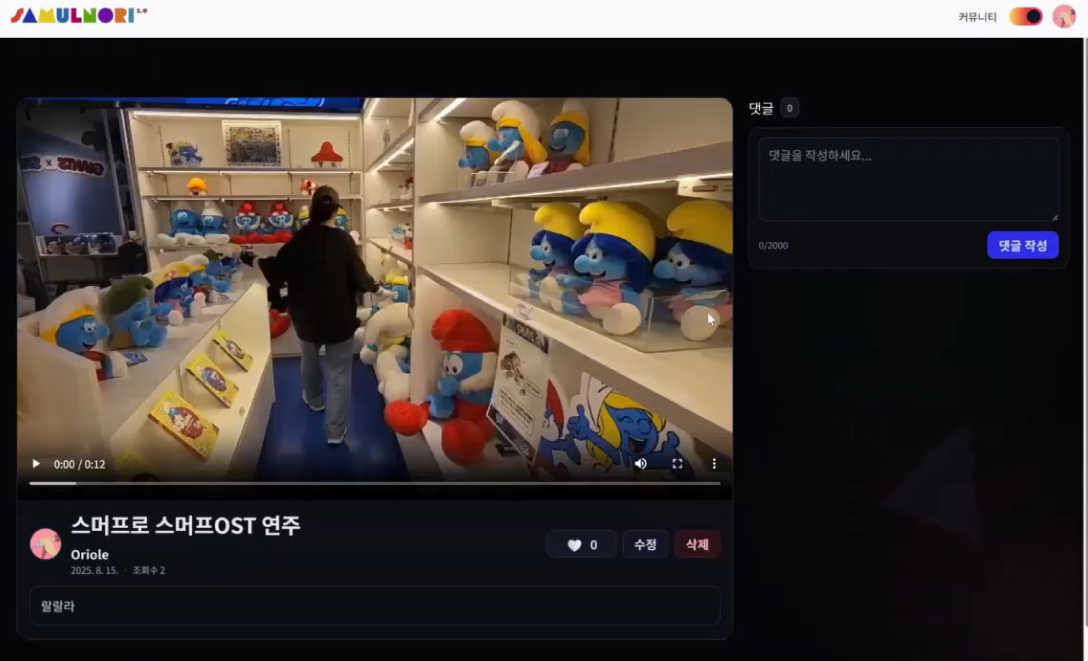 SAMULNORI 2.0
커뮤니티
댓글 0
댓글을 작성하세요...
0/2000
댓글 작성
0:00 / 0:12
스머프로 스머프OST 연주
Oriole
2025. 8. 15. · 조회수 2
0
수정
삭제
랄랄라